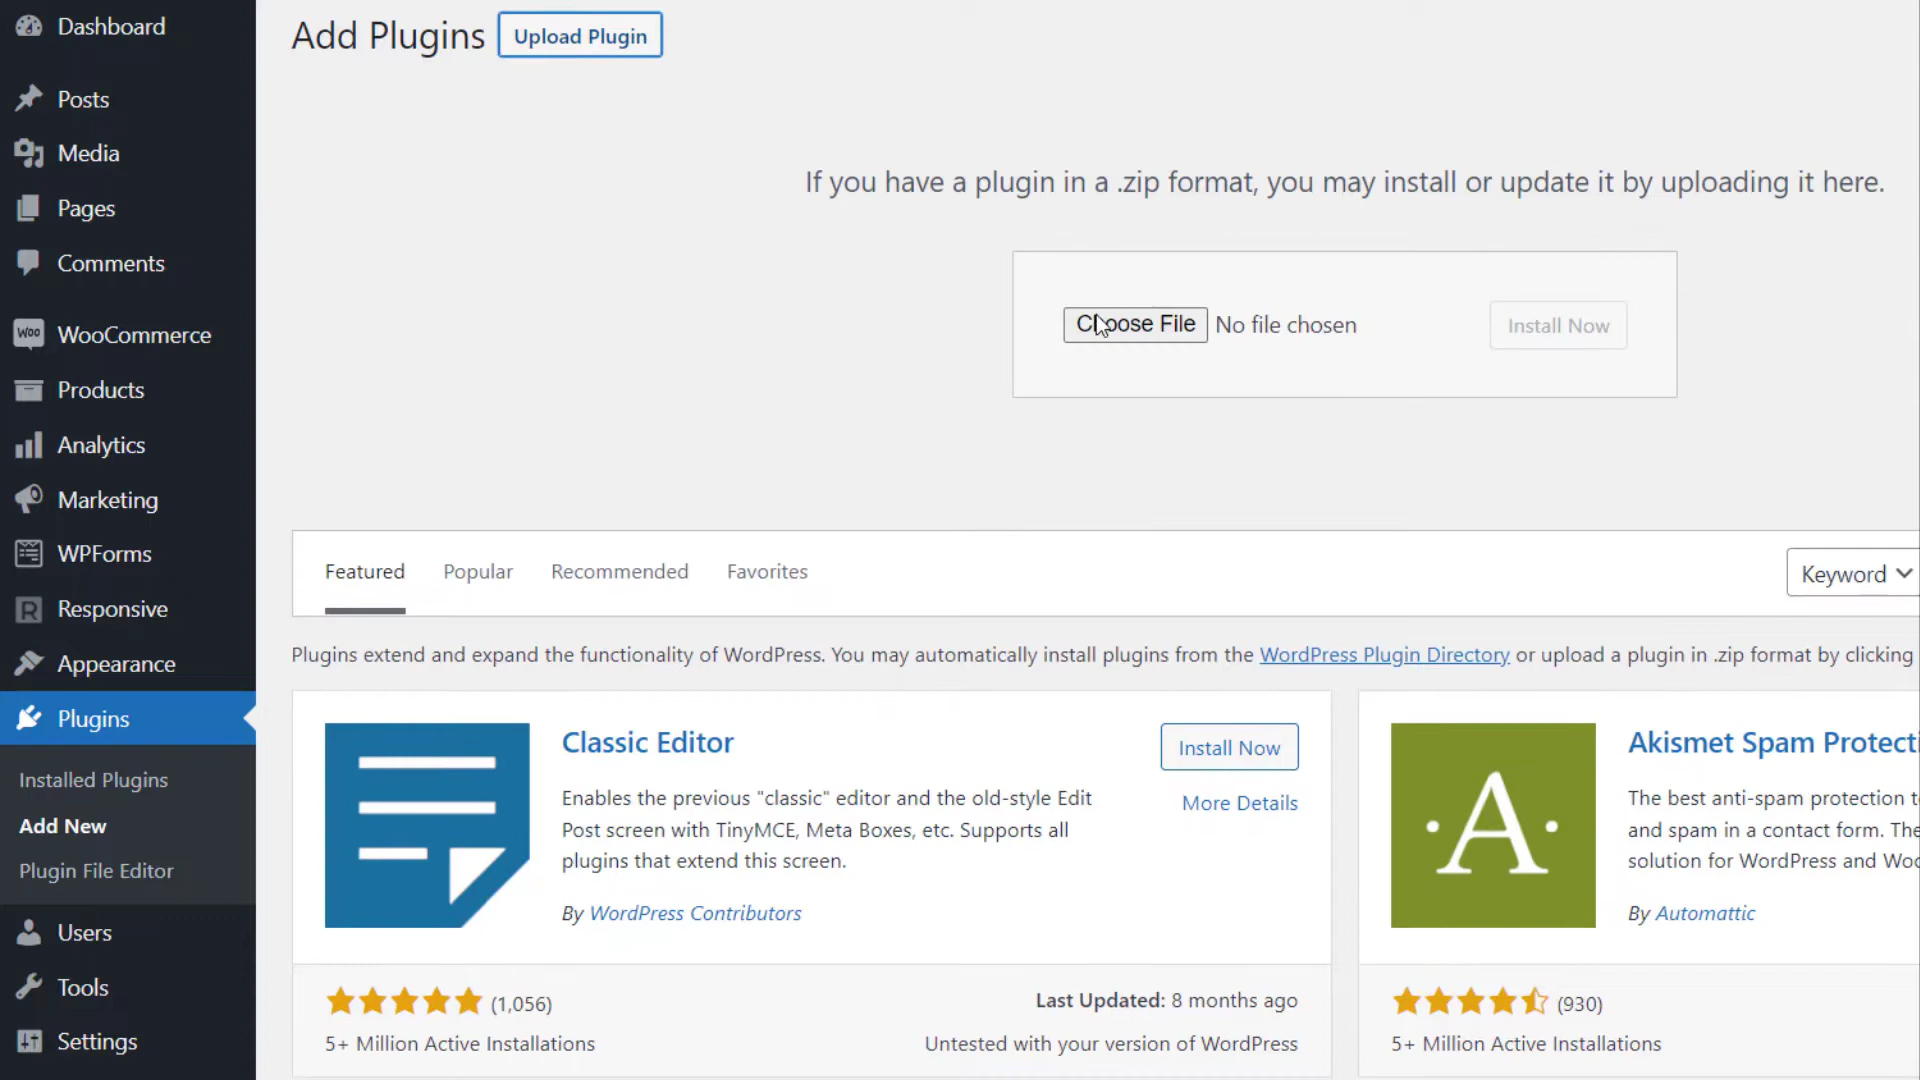 Dashboard
Posts
Media
Pages
Comments
Woo
WooCommerce
Products
Analytics
Marketing
WPForms
R
Responsive
Appearance
Plugins
Installed Plugins
Add New
Plugin File Editor
Users
Tools
Settings
Add Plugins
Upload Plugin
If you have a plugin in a .zip format, you may install or update it by uploading it here.
Choose File No file chosen
Install Now
Featured
Popular
Recommended
Favorites
Keyword
Plugins extend and expand the functionality of WordPress. You may automatically install plugins from the WordPress Plugin Directory or upload a plugin in .zip format by clicking
Classic Editor
Install Now
More Details
Enables the previous "classic" editor and the old-style Edit
Post screen with TinyMCE, Meta Boxes, etc. Supports all
plugins that extend this screen.
By WordPress Contributors
(1,056)
5+ Million Active Installations
Last Updated: 8 months ago
Untested with your version of WordPress
A
Akismet Spam Protecti
The best anti-spam protection t
and spam in a contact form. The
solution for WordPress and Woo
By Automattic
(930)
5+ Million Active Installations